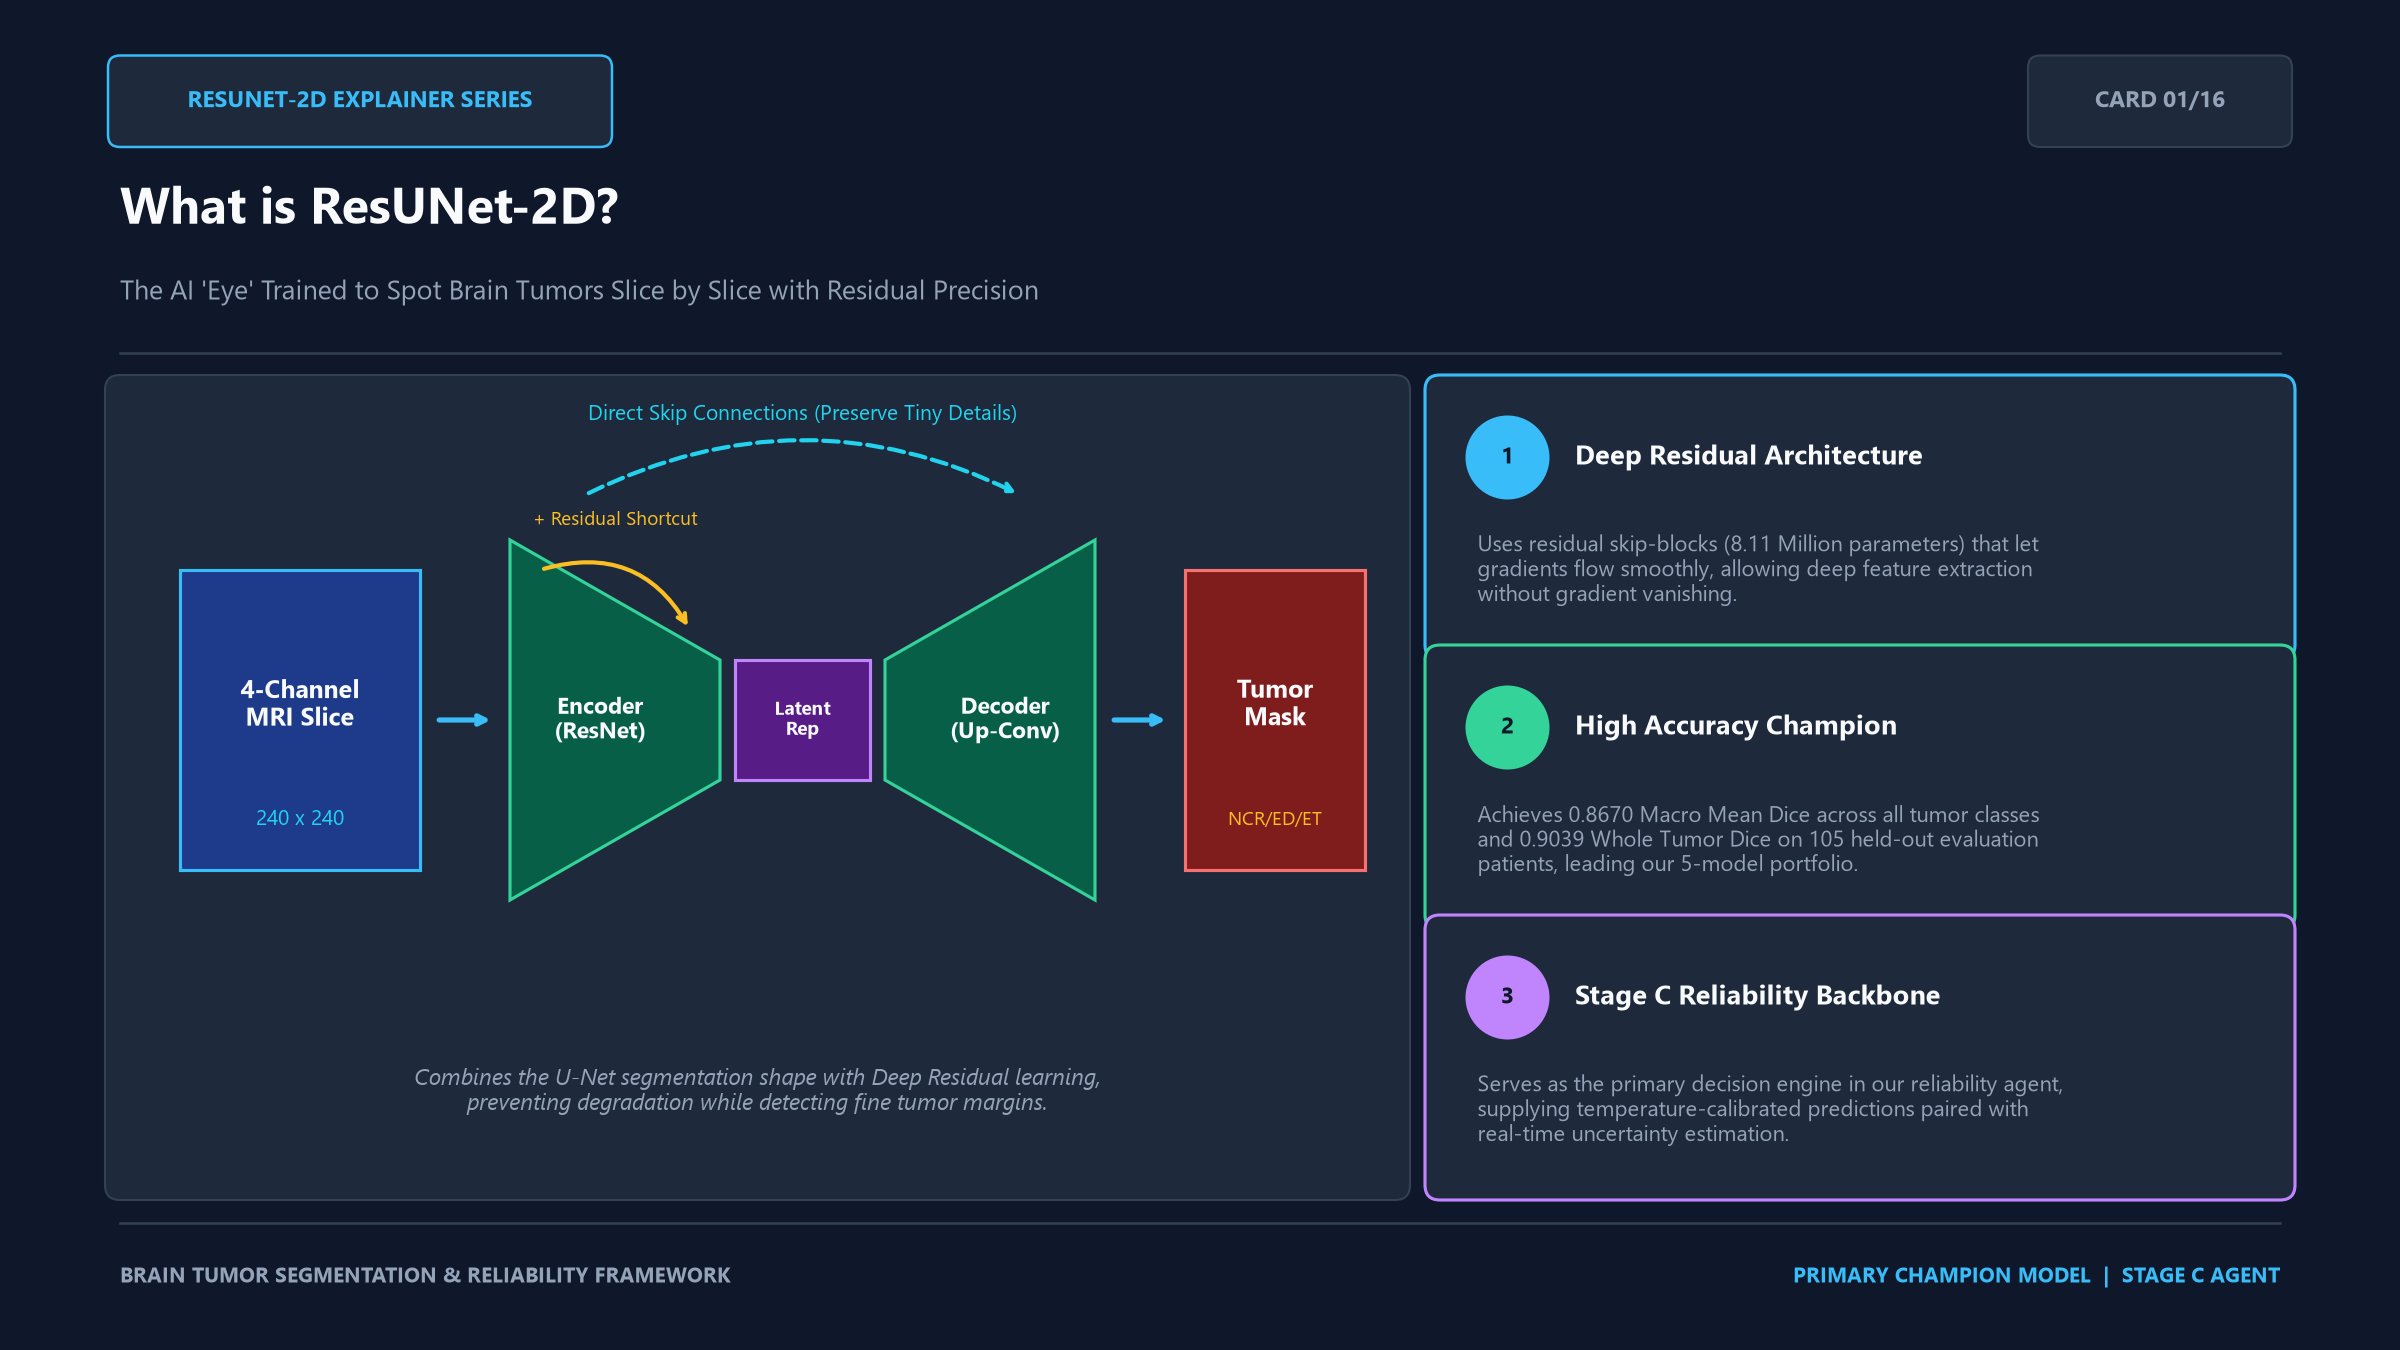 RESUNET-2D EXPLAINER SERIES
CARD 01/16
What is ResUNet-2D?
The AI 'Eye' Trained to Spot Brain Tumors Slice by Slice with Residual Precision
Direct Skip Connections (Preserve Tiny Details)
+ Residual Shortcut
4-Channel
MRI Slice
240 x 240
Encoder
(ResNet)
Latent
Rep
Decoder
(Up-Conv)
Tumor
Mask
NCR/ED/ET
Combines the U-Net segmentation shape with Deep Residual learning,
preventing degradation while detecting fine tumor margins.
1
Deep Residual Architecture
Uses residual skip-blocks (8.11 Million parameters) that let
gradients flow smoothly, allowing deep feature extraction
without gradient vanishing.
2
High Accuracy Champion
Achieves 0.8670 Macro Mean Dice across all tumor classes
and 0.9039 Whole Tumor Dice on 105 held-out evaluation
patients, leading our 5-model portfolio.
3
Stage C Reliability Backbone
Serves as the primary decision engine in our reliability agent,
supplying temperature-calibrated predictions paired with
real-time uncertainty estimation.
BRAIN TUMOR SEGMENTATION & RELIABILITY FRAMEWORK
PRIMARY CHAMPION MODEL | STAGE C AGENT